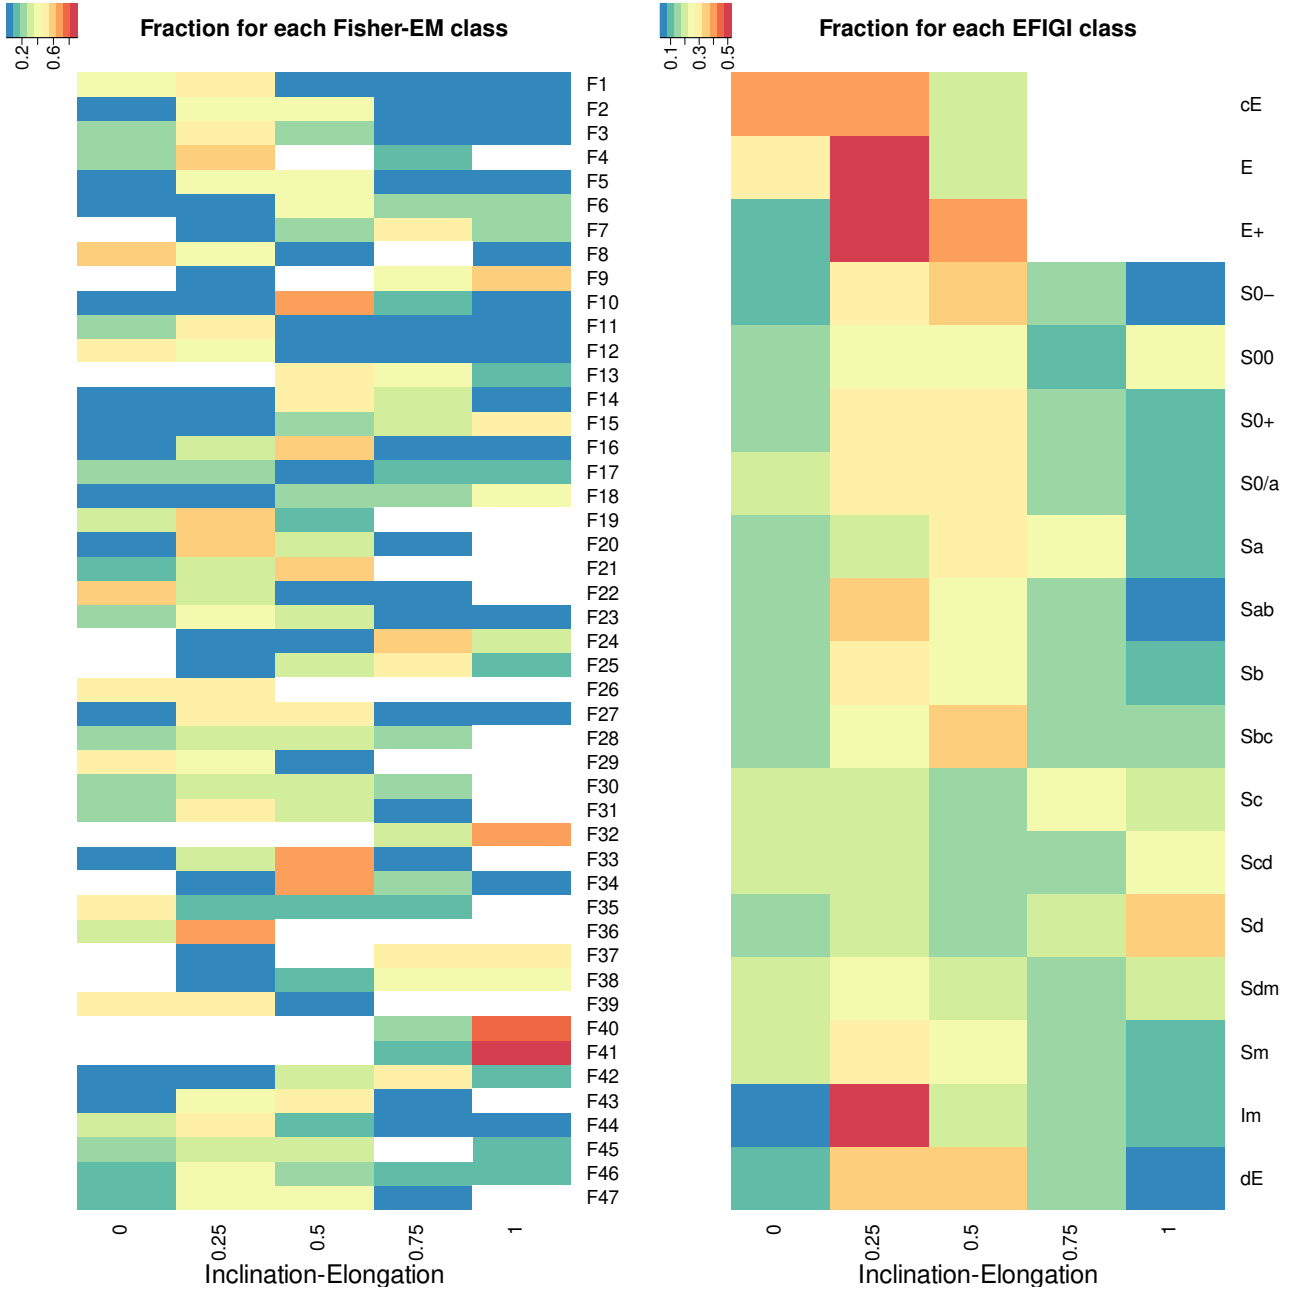 Fraction for each Fisher-EM class
0.2
0.6
F1
F2
F3
F4
F5
F6
F7
F8
F9
F10
F11
F12
F13
F14
F15
F16
F17
F18
F19
F20
F21
F22
F23
F24
F25
F26
F27
F28
F29
F30
F31
F32
F33
F34
F35
F36
F37
F38
F39
F40
F41
F42
F43
F44
F45
F46
F47
0
0.25
0.5
0.75
1
Inclination-Elongation
Fraction for each EFIGI class
0.1
0.3
0.5
cE
E
E+
S0−
S00
S0+
S0/a
Sa
Sab
Sb
Sbc
Sc
Scd
Sd
Sdm
Sm
Im
dE
0
0.25
0.5
0.75
1
Inclination-Elongation